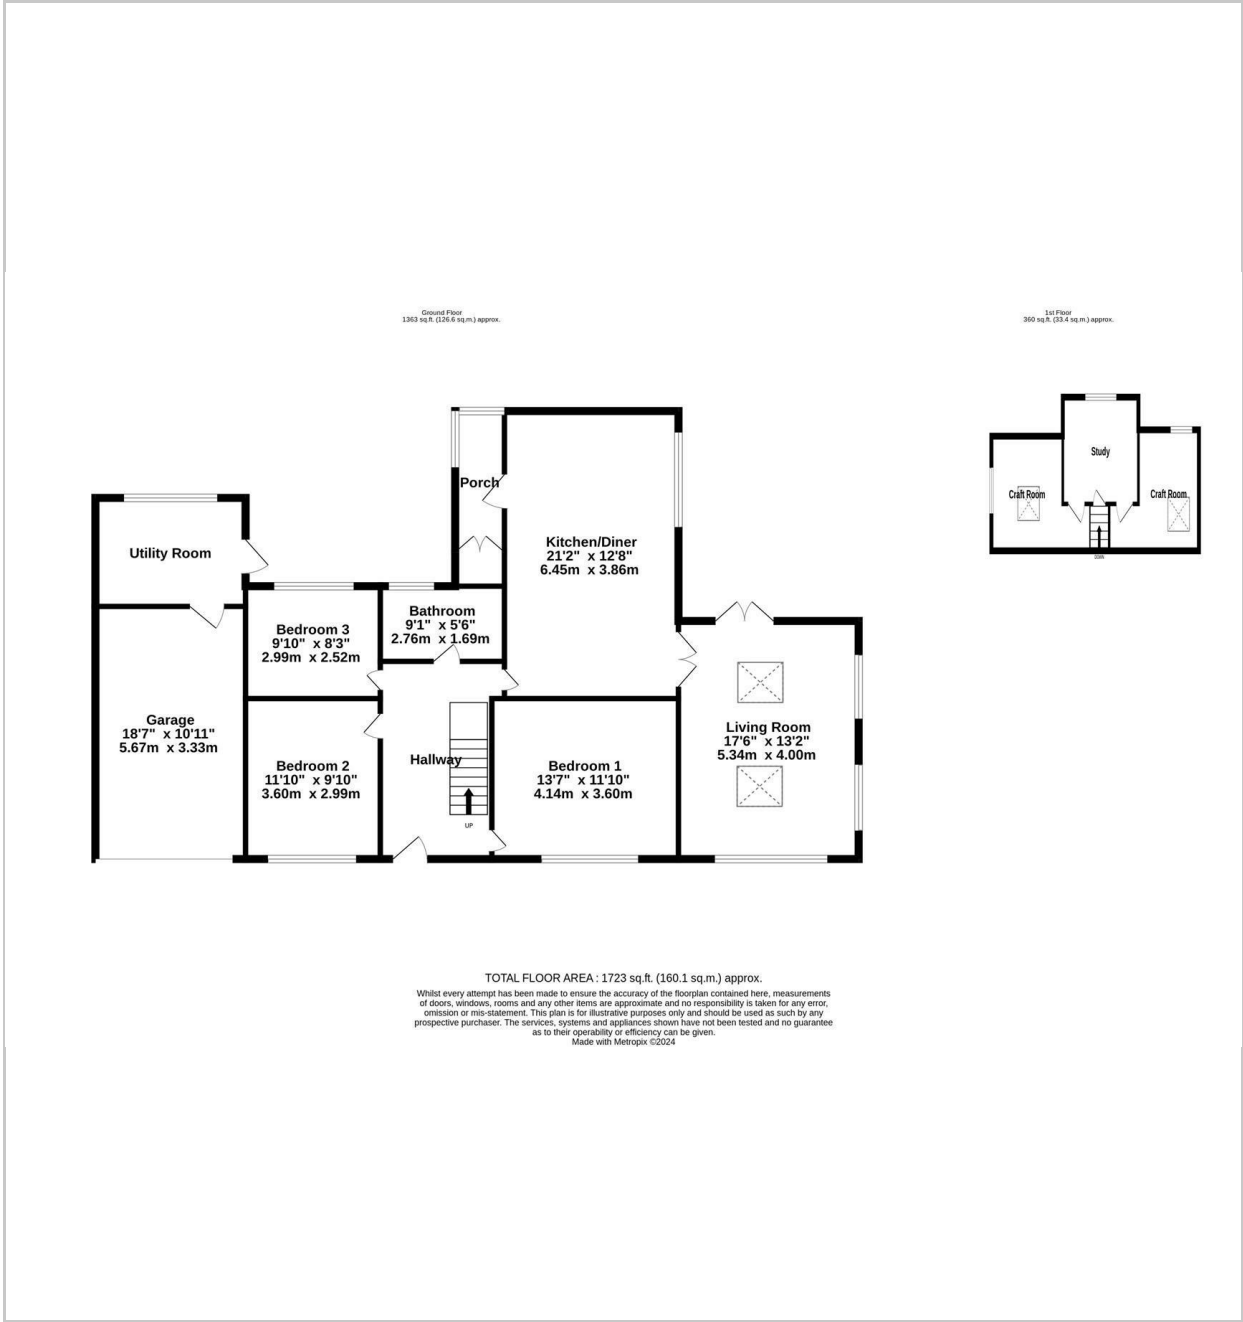 Ground Floor
1363 sq.ft. (126.6 sq.m.) approx.
1st Floor
360 sq.ft. (33.4 sq.m.) approx.
Porch
Kitchen/Diner
21'2" x 12'8"
6.45m x 3.86m
Utility Room
Bathroom
9'1" x 5'6"
2.76m x 1.69m
Bedroom 3
9'10" x 8'3"
2.99m x 2.52m
Garage
18'7" x 10'11"
5.67m x 3.33m
Bedroom 2
11'10" x 9'10"
3.60m x 2.99m
Hallway
UP
Bedroom 1
13'7" x 11'10"
4.14m x 3.60m
Living Room
17'6" x 13'2"
5.34m x 4.00m
Study
Craft Room
Craft Room
DOWN
TOTAL FLOOR AREA : 1723 sq.ft. (160.1 sq.m.) approx.
Whilst every attempt has been made to ensure the accuracy of the floorplan contained here, measurements
of doors, windows, rooms and any other items are approximate and no responsibility is taken for any error,
omission or mis-statement. This plan is for illustrative purposes only and should be used as such by any
prospective purchaser. The services, systems and appliances shown have not been tested and no guarantee
as to their operability or efficiency can be given.
Made with Metropix ©2024